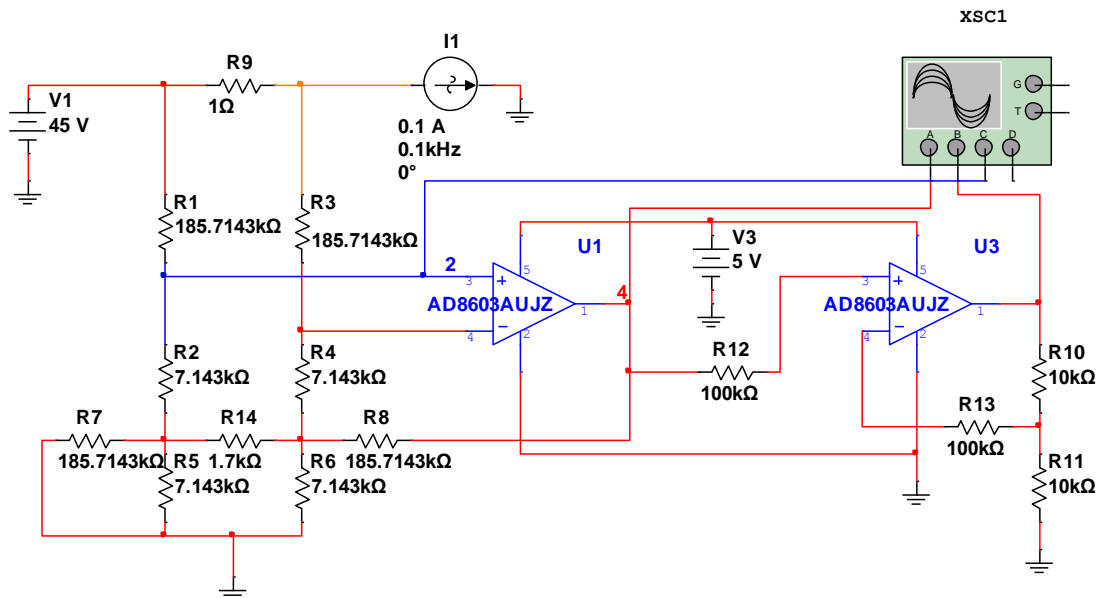 XSC1
I1
R9
1Ω
V1
45 V
0.1 A
0.1kHz
0°
G
T
A
B
C
D
R1
185.7143kΩ
R3
185.7143kΩ
2
3
4
5
2
1
U1
AD8603AUJZ
4
V3
5 V
U3
AD8603AUJZ
3
4
5
2
1
R2
7.143kΩ
R4
7.143kΩ
R12
100kΩ
R10
10kΩ
R7
185.7143kΩ
R14
1.7kΩ
R8
185.7143kΩ
R13
100kΩ
R5
7.143kΩ
R6
7.143kΩ
R11
10kΩ